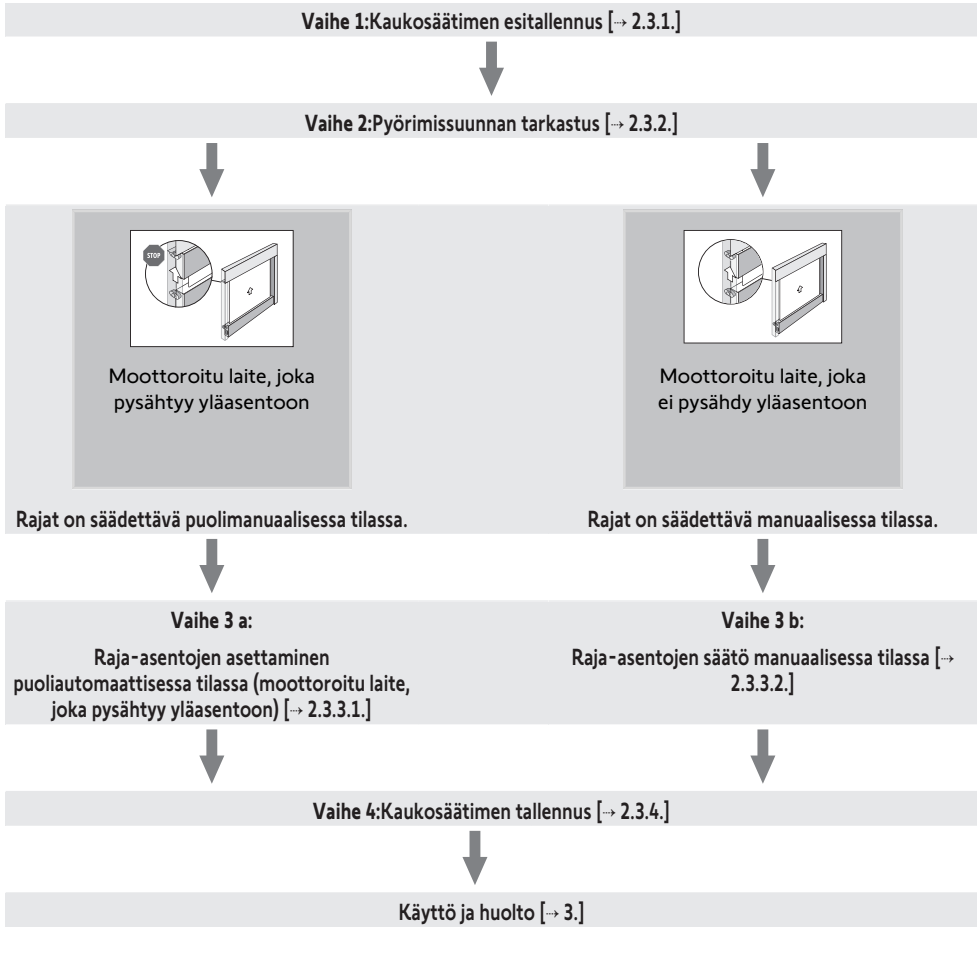 Vaihe 1:Kaukosäätimen esitallennus [⇢ 2.3.1.]
Vaihe 2:Pyörimissuunnan tarkastus [⇢ 2.3.2.]
STOP
Moottoroitu laite, joka
pysähtyy yläasentoon
Rajat on säädettävä puolimanuaalisessa tilassa.
Moottoroitu laite, joka
ei pysähdy yläasentoon
Rajat on säädettävä manuaalisessa tilassa.
Vaihe 3 a:
Raja-asentojen asettaminen
puoliautomaattisessa tilassa (moottoroitu laite,
joka pysähtyy yläasentoon) [⇢ 2.3.3.1.]
Vaihe 3 b:
Raja-asentojen säätö manuaalisessa tilassa [⇢
2.3.3.2.]
Vaihe 4:Kaukosäätimen tallennus [⇢ 2.3.4.]
Käyttö ja huolto [⇢ 3.]